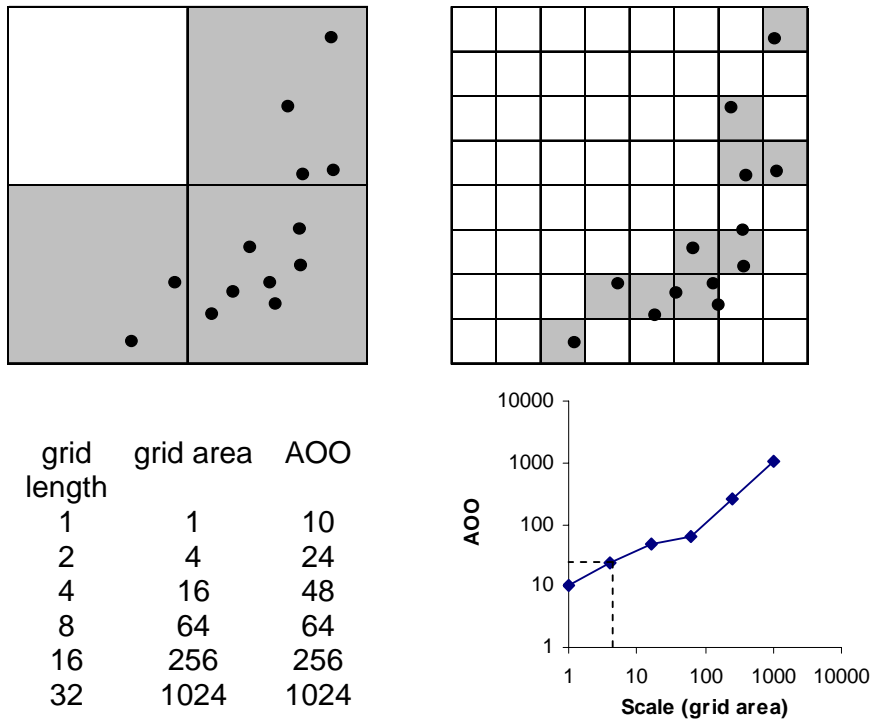 grid length grid area AOO
1 1 10
2 4 24
4 16 48
8 64 64
16 256 256
32 1024 1024
10000
1000
100
10
1
AOO
1 10 100 1000 10000
Scale (grid area)